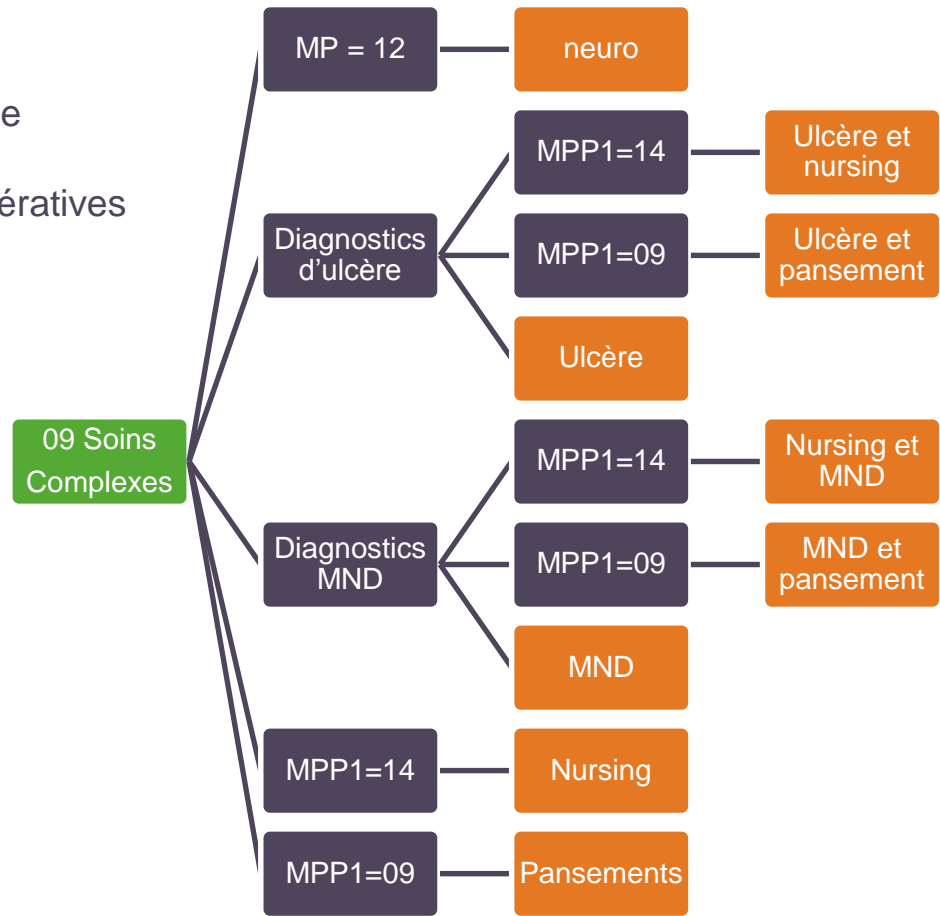 e
ératives
09 Soins
Complexes
MP = 12
neuro
Diagnostics
d'ulcère
MPP1=14
Ulcère et
nursing
MPP1=09
Ulcère et
pansement
Ulcère
Diagnostics
MND
MPP1=14
Nursing et
MND
MPP1=09
MND et
pansement
MND
MPP1=14
Nursing
MPP1=09
Pansements